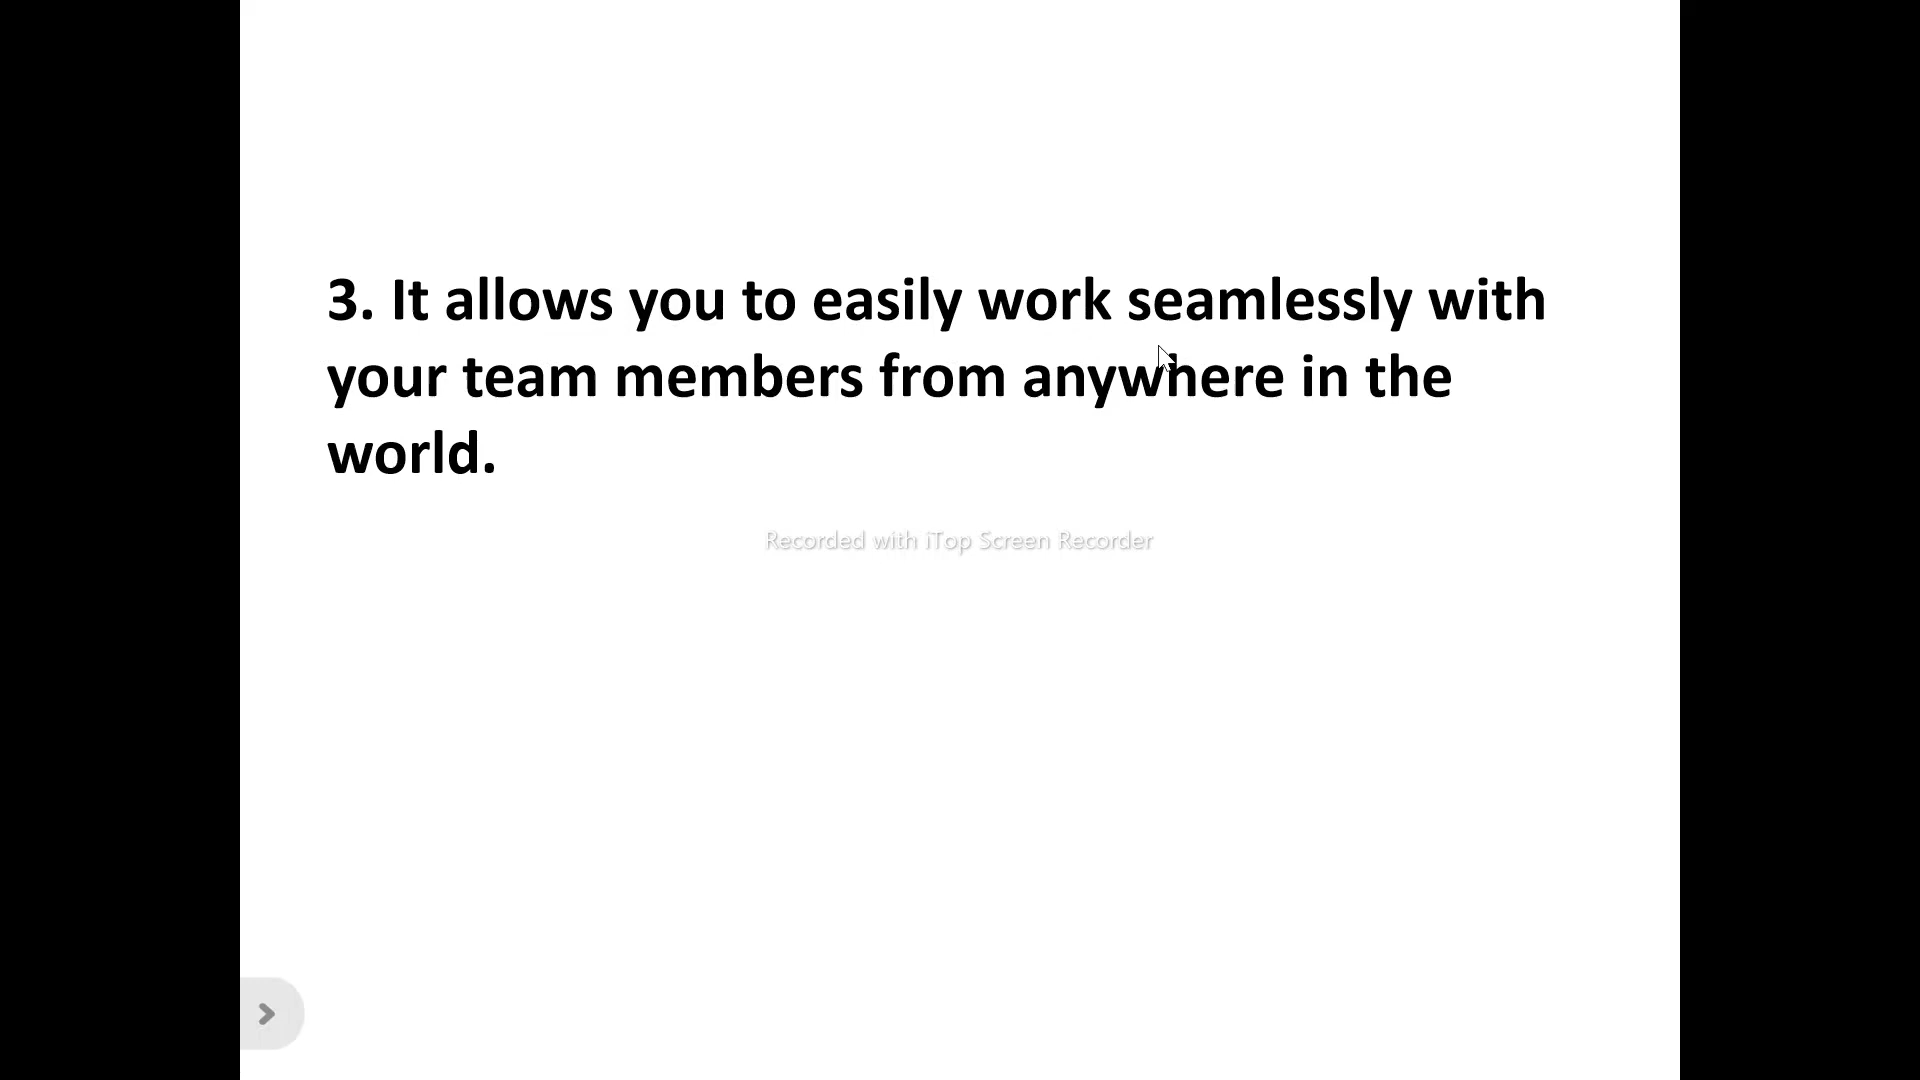 3. It allows you to easily work seamlessly with
your team members from anywhere in the
world.
Recorded with iTop Screen Recorder